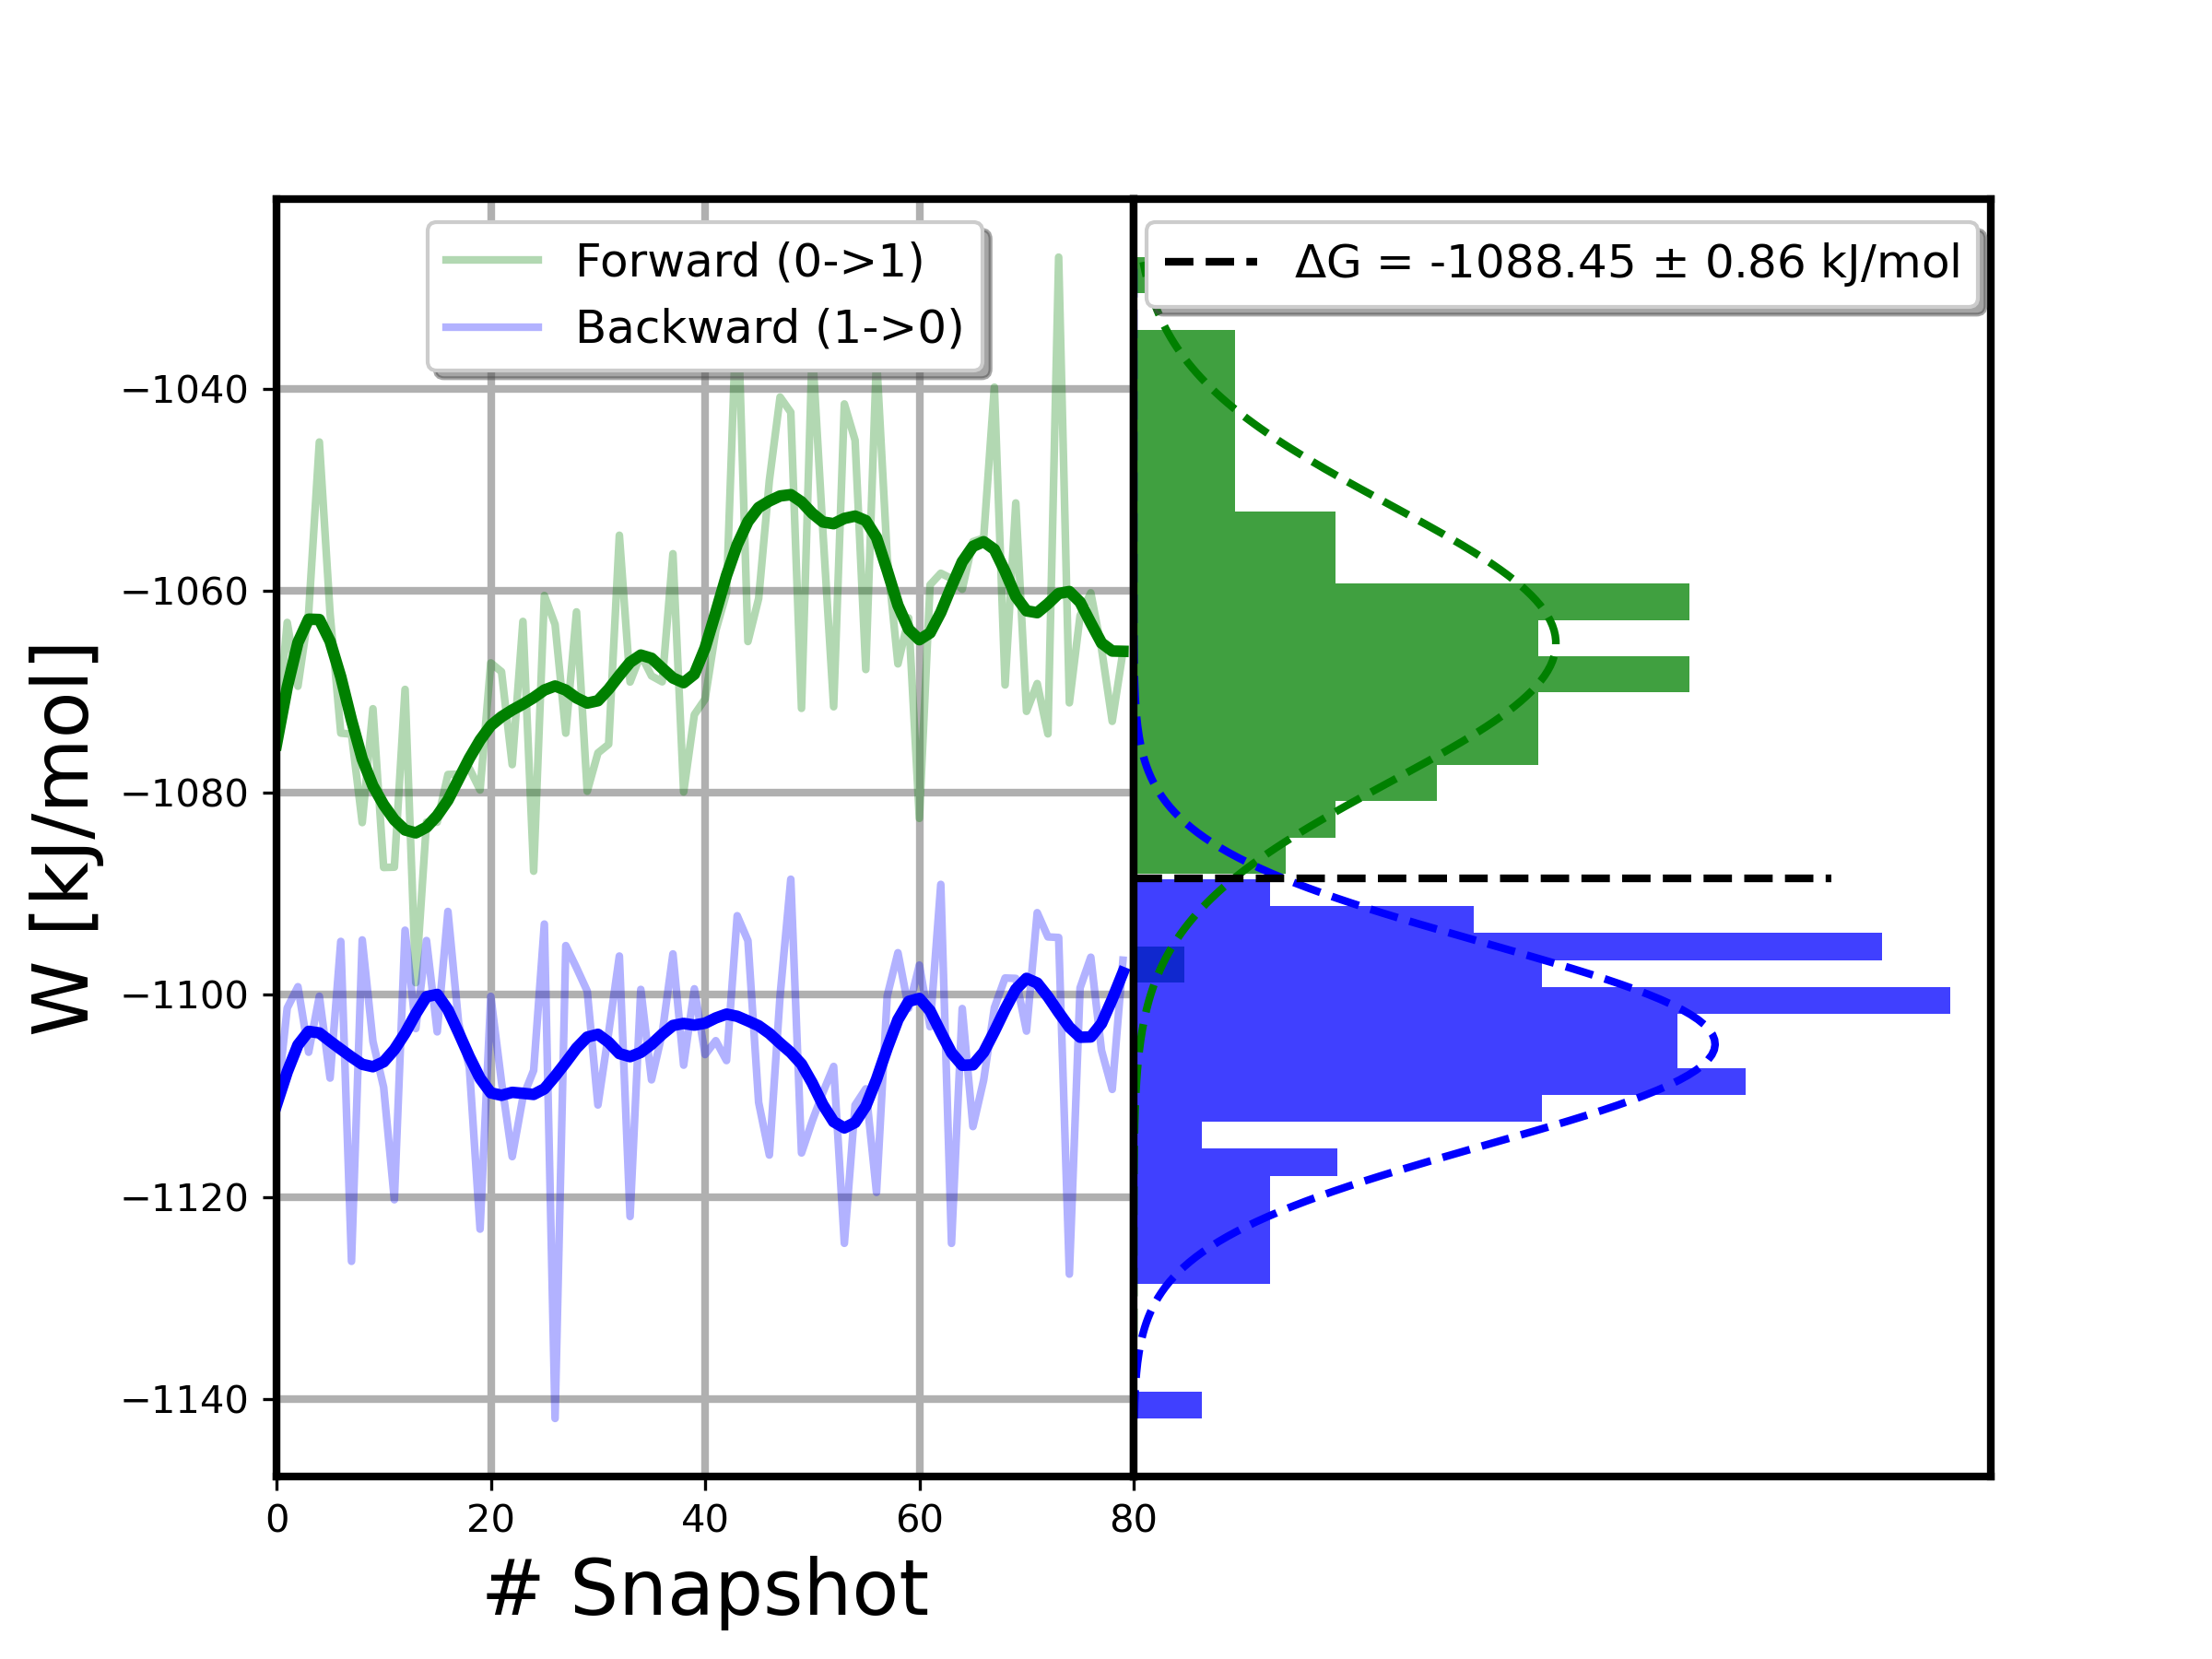 Forward (0->1)
Backward (1->0)
ΔG = -1088.45 ± 0.86 kJ/mol
W [kJ/mol]
−1040
−1060
−1080
−1100
−1120
−1140
0 20 40 60 80
# Snapshot